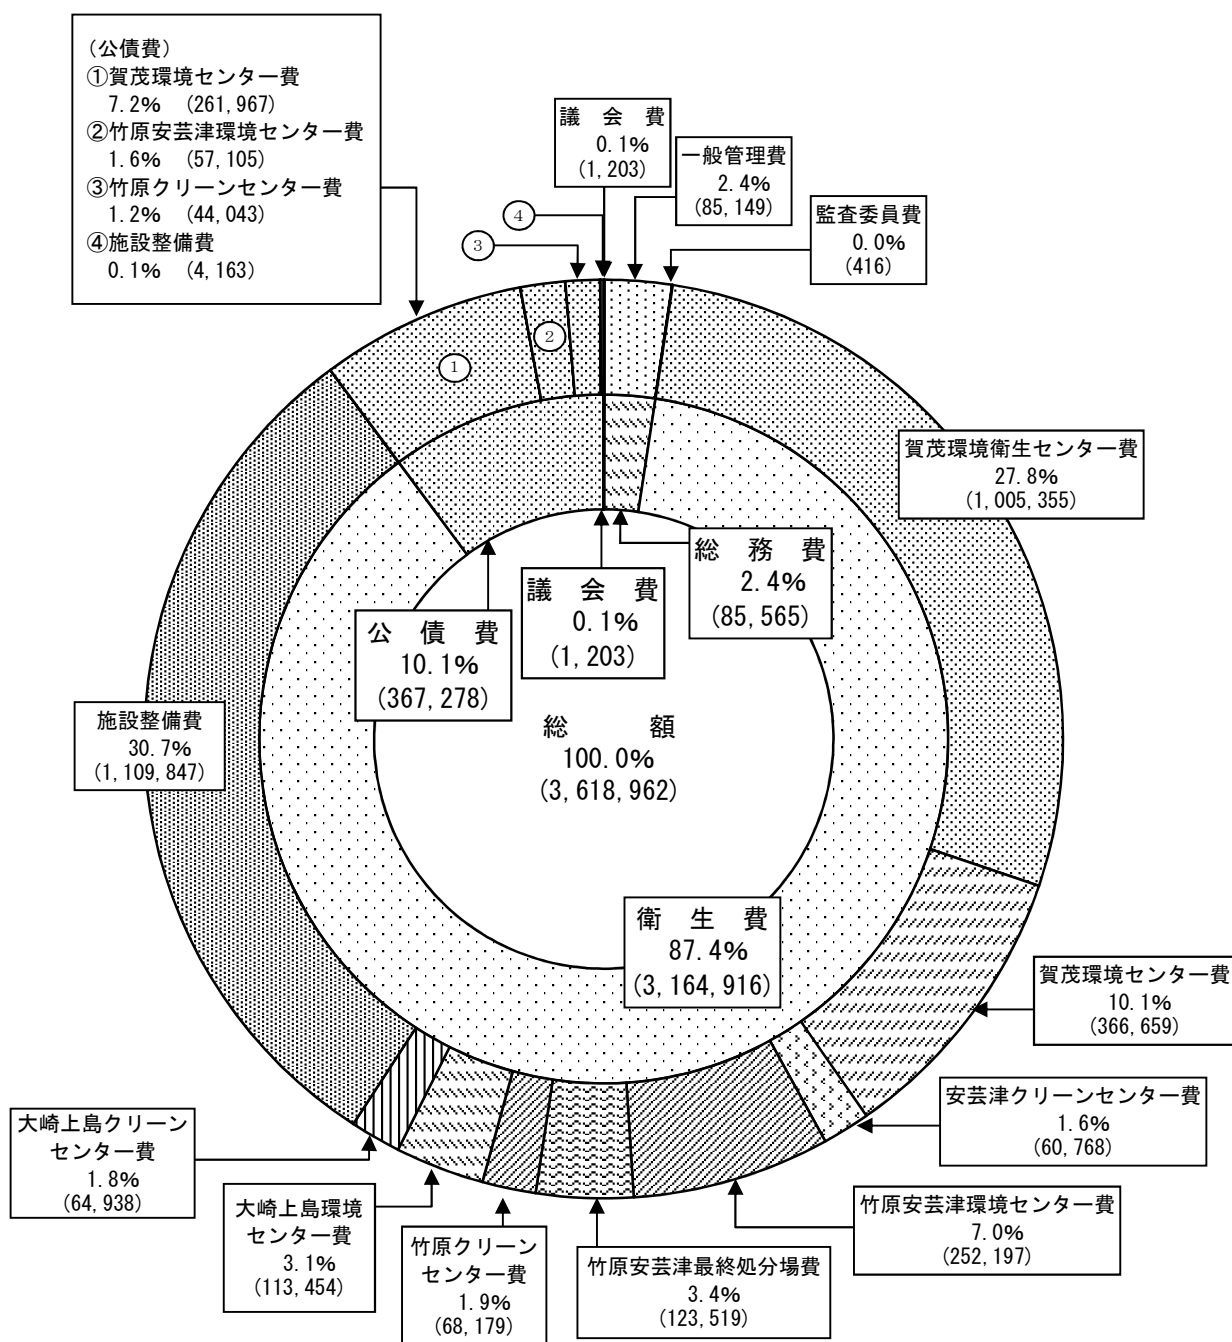 (公債費)
①賀茂環境センター費
7.2% (261,967)
②竹原安芸津環境センター費
1.6% (57,105)
③竹原クリーンセンター費
1.2% (44,043)
④施設整備費
0.1% (4,163)
議 会 費
0.1%
(1,203)
一般管理費
2.4%
(85,149)
監査委員費
0.0%
(416)
④
③
②
①
賀茂環境衛生センター費
27.8%
(1,005,355)
総 務 費
2.4%
(85,565)
議 会 費
0.1%
(1,203)
公 債 費
10.1%
(367,278)
総 額
100.0%
(3,618,962)
施設整備費
30.7%
(1,109,847)
衛 生 費
87.4%
(3,164,916)
賀茂環境センター費
10.1%
(366,659)
安芸津クリーンセンター費
1.6%
(60,768)
竹原安芸津環境センター費
7.0%
(252,197)
竹原安芸津最終処分場費
3.4%
(123,519)
竹原クリーン
センター費
1.9%
(68,179)
大崎上島環境
センター費
3.1%
(113,454)
大崎上島クリーン
センター費
1.8%
(64,938)